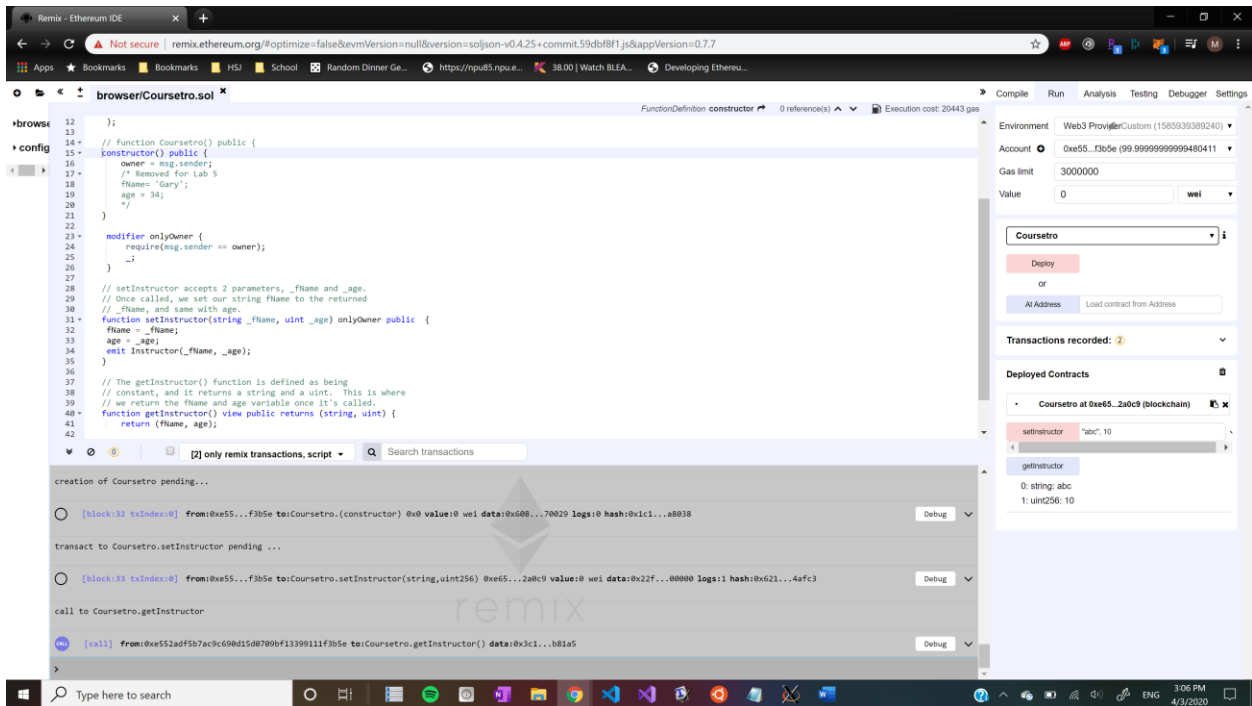 Remix - Ethereum IDE
Not secure | remix.ethereum.org/#optimize=false&evmVersion=null&version=soljson-v0.4.25+commit.59dbf8f1.js&appVersion=0.7.7
Apps Bookmarks Bookmarks HSJ School Random Dinner Ge... https://npu85.npu.e... 38.00 | Watch BLEA... Developing Ethereu...
browser/Coursetro.sol
Compile Run Analysis Testing Debugger Settings
FunctionDefinition constructor 0 reference(s) Execution cost: 20443 gas
browse
config
12 );
13
14 // function Coursetro() public {
15 constructor() public {
16 owner = msg.sender;
17 /* Removed for Lab 5
18 fName= 'Gary';
19 age = 34;
20 */
21 }
22
23 modifier onlyOwner {
24 require(msg.sender == owner);
25 _;
26 }
27
28 // setInstructor accepts 2 parameters, _fName and _age.
29 // Once called, we set our string fName to the returned
30 // _fName, and same with age.
31 function setInstructor(string _fName, uint _age) onlyOwner public {
32 fName = _fName;
33 age = _age;
34 emit Instructor(_fName, _age);
35 }
36
37 // The getInstructor() function is defined as being
38 // constant, and it returns a string and a uint. This is where
39 // we return the fName and age variable once it's called.
40 function getInstructor() view public returns (string, uint) {
41 return (fName, age);
42
0 [2] only remix transactions, script Search transactions
creation of Coursetro pending...
[block:32 txIndex:0] from:0xe55...f3b5e to:Coursetro.(constructor) 0x0 value:0 wei data:0x608...70029 logs:0 hash:0x1c1...a8038 Debug
transact to Coursetro.setInstructor pending ...
[block:33 txIndex:0] from:0xe55...f3b5e to:Coursetro.setInstructor(string,uint256) 0xe65...2a0c9 value:0 wei data:0x22f...00000 logs:1 hash:0x621...4afc3 Debug
call to Coursetro.getInstructor
remix
CALL [call] from:0xe552adf5b7ac9c690d15d0709bf13399111f3b5e to:Coursetro.getInstructor() data:0x3c1...b81a5 Debug
>
Environment Web3 Provider Custom (1585939389240)
Account 0xe55...f3b5e (99.99999999999480411
Gas limit 3000000
Value 0 wei
Coursetro
Deploy
or
At Address Load contract from Address
Transactions recorded: 2
Deployed Contracts
Coursetro at 0xe65...2a0c9 (blockchain)
setInstructor "abc", 10
getInstructor
0: string: abc
1: uint256: 10
Type here to search
ENG
3:06 PM
4/3/2020